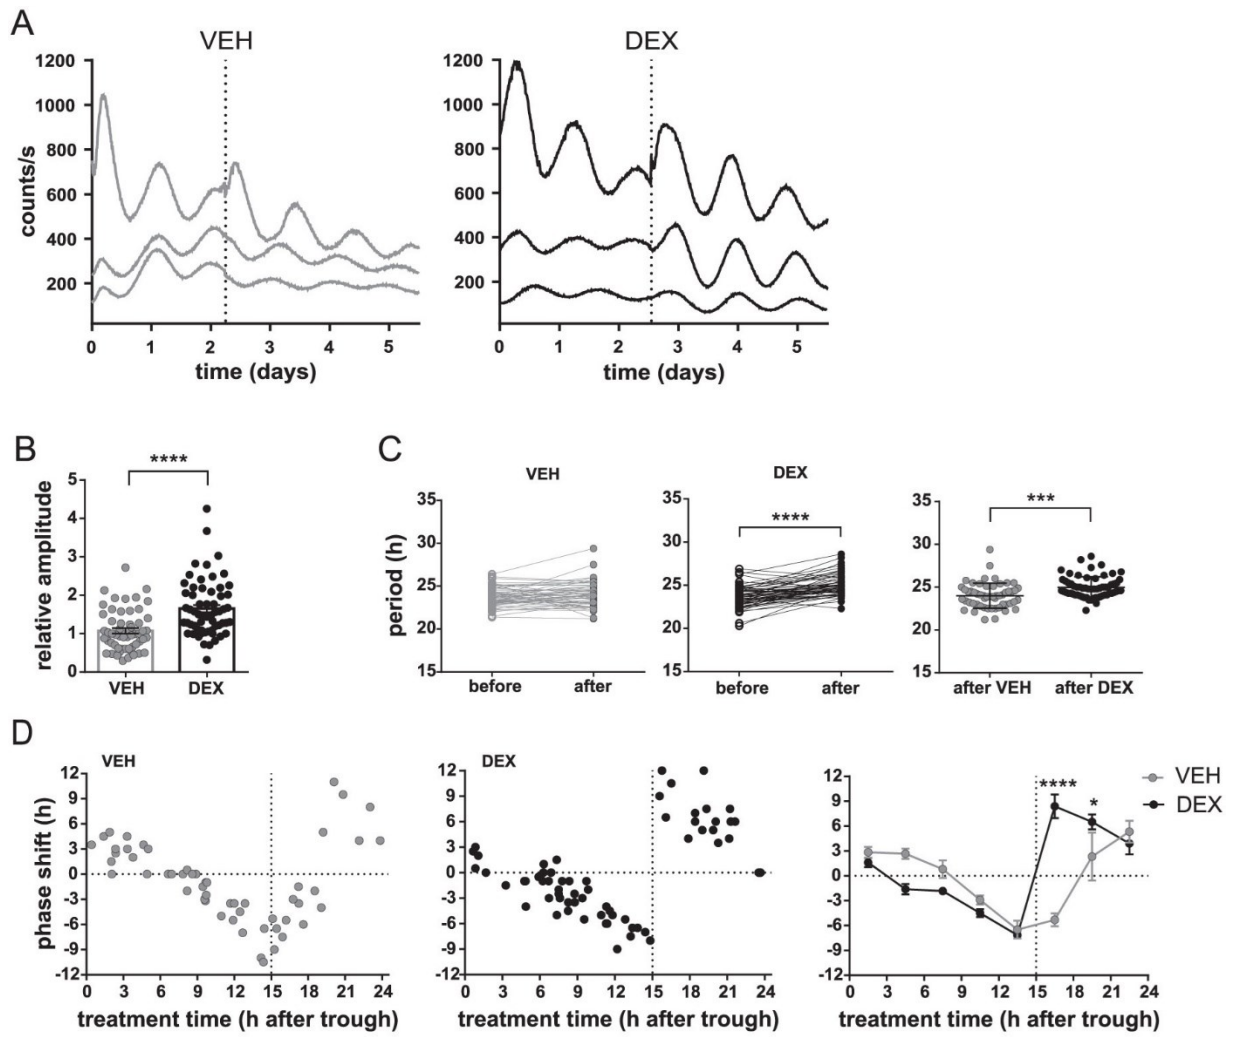 A
VEH
DEX
1200
1000
800
600
400
200
counts/s
0 1 2 3 4 5
time (days)
1200
1000
800
600
400
200
0 1 2 3 4 5
time (days)
B
****
5
4
3
2
1
0
relative amplitude
VEH DEX
C
VEH
35
30
25
20
15
period (h)
before after
DEX
****
35
30
25
20
15
before after
***
35
30
25
20
15
after VEH after DEX
D
VEH
12
9
6
3
0
-3
-6
-9
-12
phase shift (h)
0 3 6 9 12 15 18 21 24
treatment time (h after trough)
DEX
12
9
6
3
0
-3
-6
-9
-12
0 3 6 9 12 15 18 21 24
treatment time (h after trough)
12
9
6
3
0
-3
-6
-9
-12
**** *
VEH
DEX
0 3 6 9 12 15 18 21 24
treatment time (h after trough)